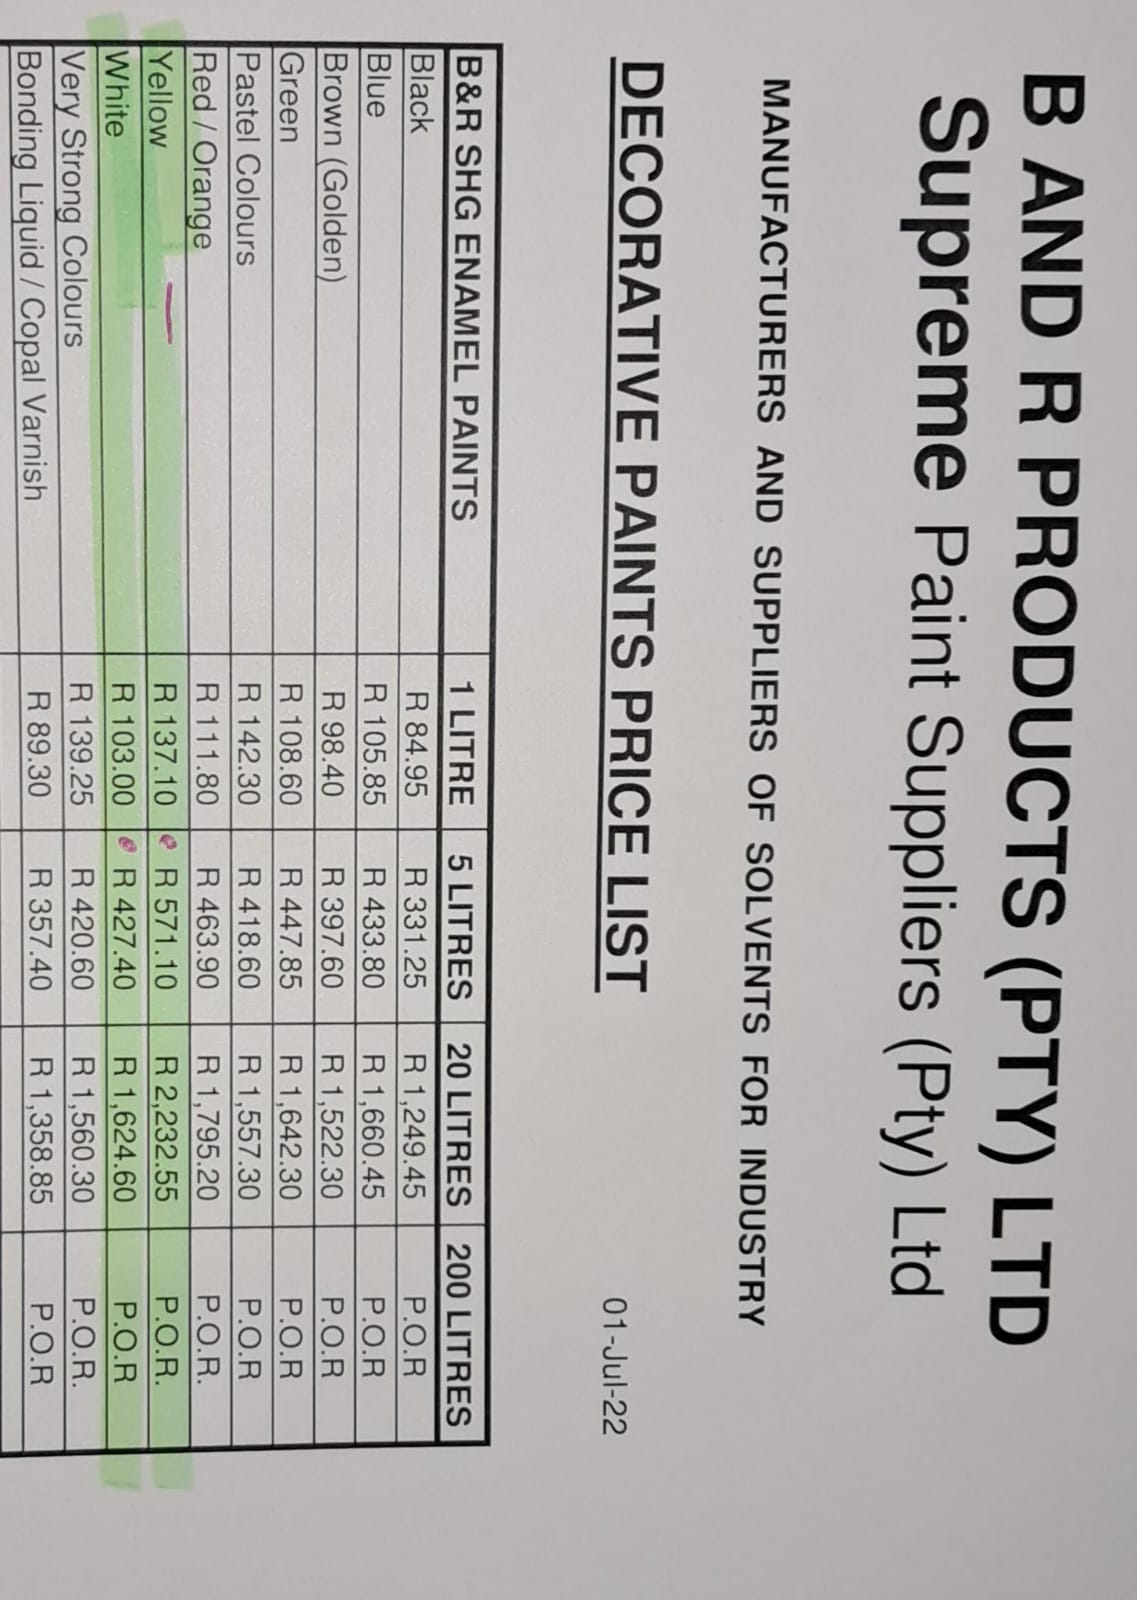 B AND R PRODUCTS (PTY) LTD
Supreme Paint Suppliers (Pty) Ltd
MANUFACTURERS AND SUPPLIERS OF SOLVENTS FOR INDUSTRY
DECORATIVE PAINTS PRICE LIST 01-Jul-22
B&R SHG ENAMEL PAINTS 1 LITRE 5 LITRES 20 LITRES 200 LITRES
Black R 84.95 R 331.25 R 1,249.45 P.O.R
Blue R 105.85 R 433.80 R 1,660.45 P.O.R
Brown (Golden) R 98.40 R 397.60 R 1,522.30 P.O.R
Green R 108.60 R 447.85 R 1,642.30 P.O.R
Pastel Colours R 142.30 R 418.60 R 1,557.30 P.O.R
Red / Orange R 111.80 R 463.90 R 1,795.20 P.O.R.
Yellow R 137.10 R 571.10 R 2,232.55 P.O.R.
White R 103.00 R 427.40 R 1,624.60 P.O.R
Very Strong Colours R 139.25 R 420.60 R 1,560.30 P.O.R.
Bonding Liquid / Copal Varnish R 89.30 R 357.40 R 1,358.85 P.O.R